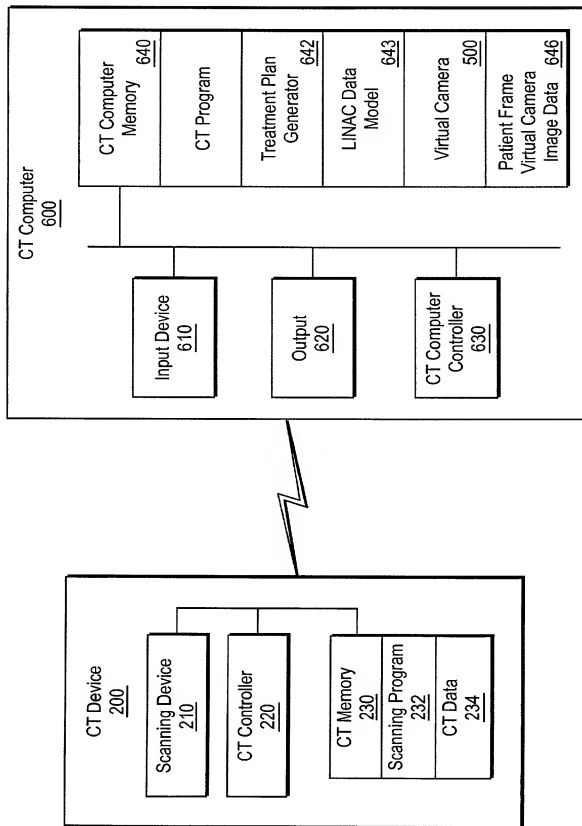 CT Device
200
Scanning Device
210
CT Controller
220
CT Memory
230
Scanning Program
232
CT Data
234
CT Computer
600
Input Device
610
Output
620
CT Computer
Controller
630
CT Computer
Memory
640
CT Program
Treatment Plan
Generator
642
LINAC Data
Model
643
Virtual Camera
500
Patient Frame
Virtual Camera
Image Data
646